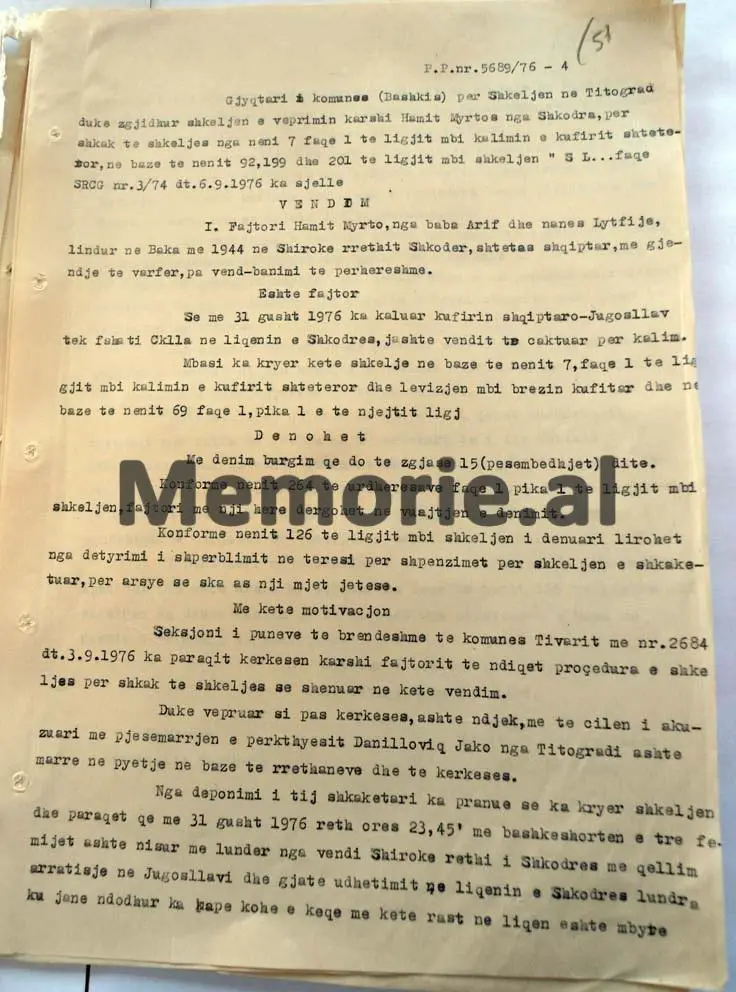 (51
P.P.nr.5689/76 - 4
Gjyqtari i komunes (Bashkis) per Shkeljen ne Titograd
duke zgjidhur shkeljen e veprimin karshi Hamit Myrtos nga Shkodra,per
shkak te shkeljes nga neni 7 faqe 1 te ligjit mbi kalimin e kufirit shtete-
ror,ne baze te nenit 92,199 dhe 201 te ligjit mbi shkeljen " S L...faqe
SRCG nr.3/74 dt.6.9.1976 ka sjelle
V E N D I M
I. Fajtori Hamit Myrto,nga baba Arif dhe nanes Lytfije,
lindur ne Baka me 1944 ne Shiroke rrethit Shkoder,shtetas shqiptar,me gje-
ndje te varfer,pa vend-banimi te perhereshme.
Eshte fajtor
Se me 31 gusht 1976 ka kaluar kufirin shqiptaro-Jugosllav
tek fshati Cklla ne liqenin e Shkodres,jashte vendit te caktuar per kalim.
Mbasi ka kryer kete shkelje ne baze te nenit 7,faqe 1 te lig
gjit mbi kalimin e kufirit shteteror dhe levizjen mbi brezin kufitar dhe ne
baze te nenit 69 faqe 1,pika 1 e te njejtit ligj
D e n o h e t
Me denim burgim qe do te zgjase 15(pesembedhjet) dite.
Konforme nenit 264 te urdheresave faqe 1 pika 1 te ligjit mbi
shkeljen,fajtori me nji here dergohet ne vuajtjen e denimit.
Konforme nenit 126 te ligjit mbi shkeljen i denuari lirohet
nga detyrimi i shperblimit ne teresi per shpenzimet per shkeljen e shkake-
tuar,per arsye se ska as nji mjet jetese.
Me kete motivacjon
Seksjoni i puneve te brendeshme te komunes Tivarit me nr.2684
dt.3.9.1976 ka paraqit kerkesen karshi fajtorit te ndiqet proçedura e shke
ljes per shkak te shkeljes se shenuar ne kete vendim.
Duke vepruar si pas kerkeses,ashte ndjek,me te cilen i aku-
zuari me pjesemarrjen e perkthyesit Danilloviq Jako nga Titogradi ashte
marre ne pyetje ne baze te rrethaneve dhe te kerkeses.
Nga deponimi i tij shkaketari ka pranue se ka kryer shkeljen
dhe paraqet qe me 31 gusht 1976 reth ores 23,45' me bashkeshorten e tre fe-
mijet ashte nisur me lunder nga vendi Shiroke rethi i Shkodres me qellim
arratisje ne Jugosllavi dhe gjate udhetimit ne liqenin e Shkodres lundra
ku jane ndodhur ka kape kohe e keqe me kete rast ne liqen eshte mbyte
Memorie.al